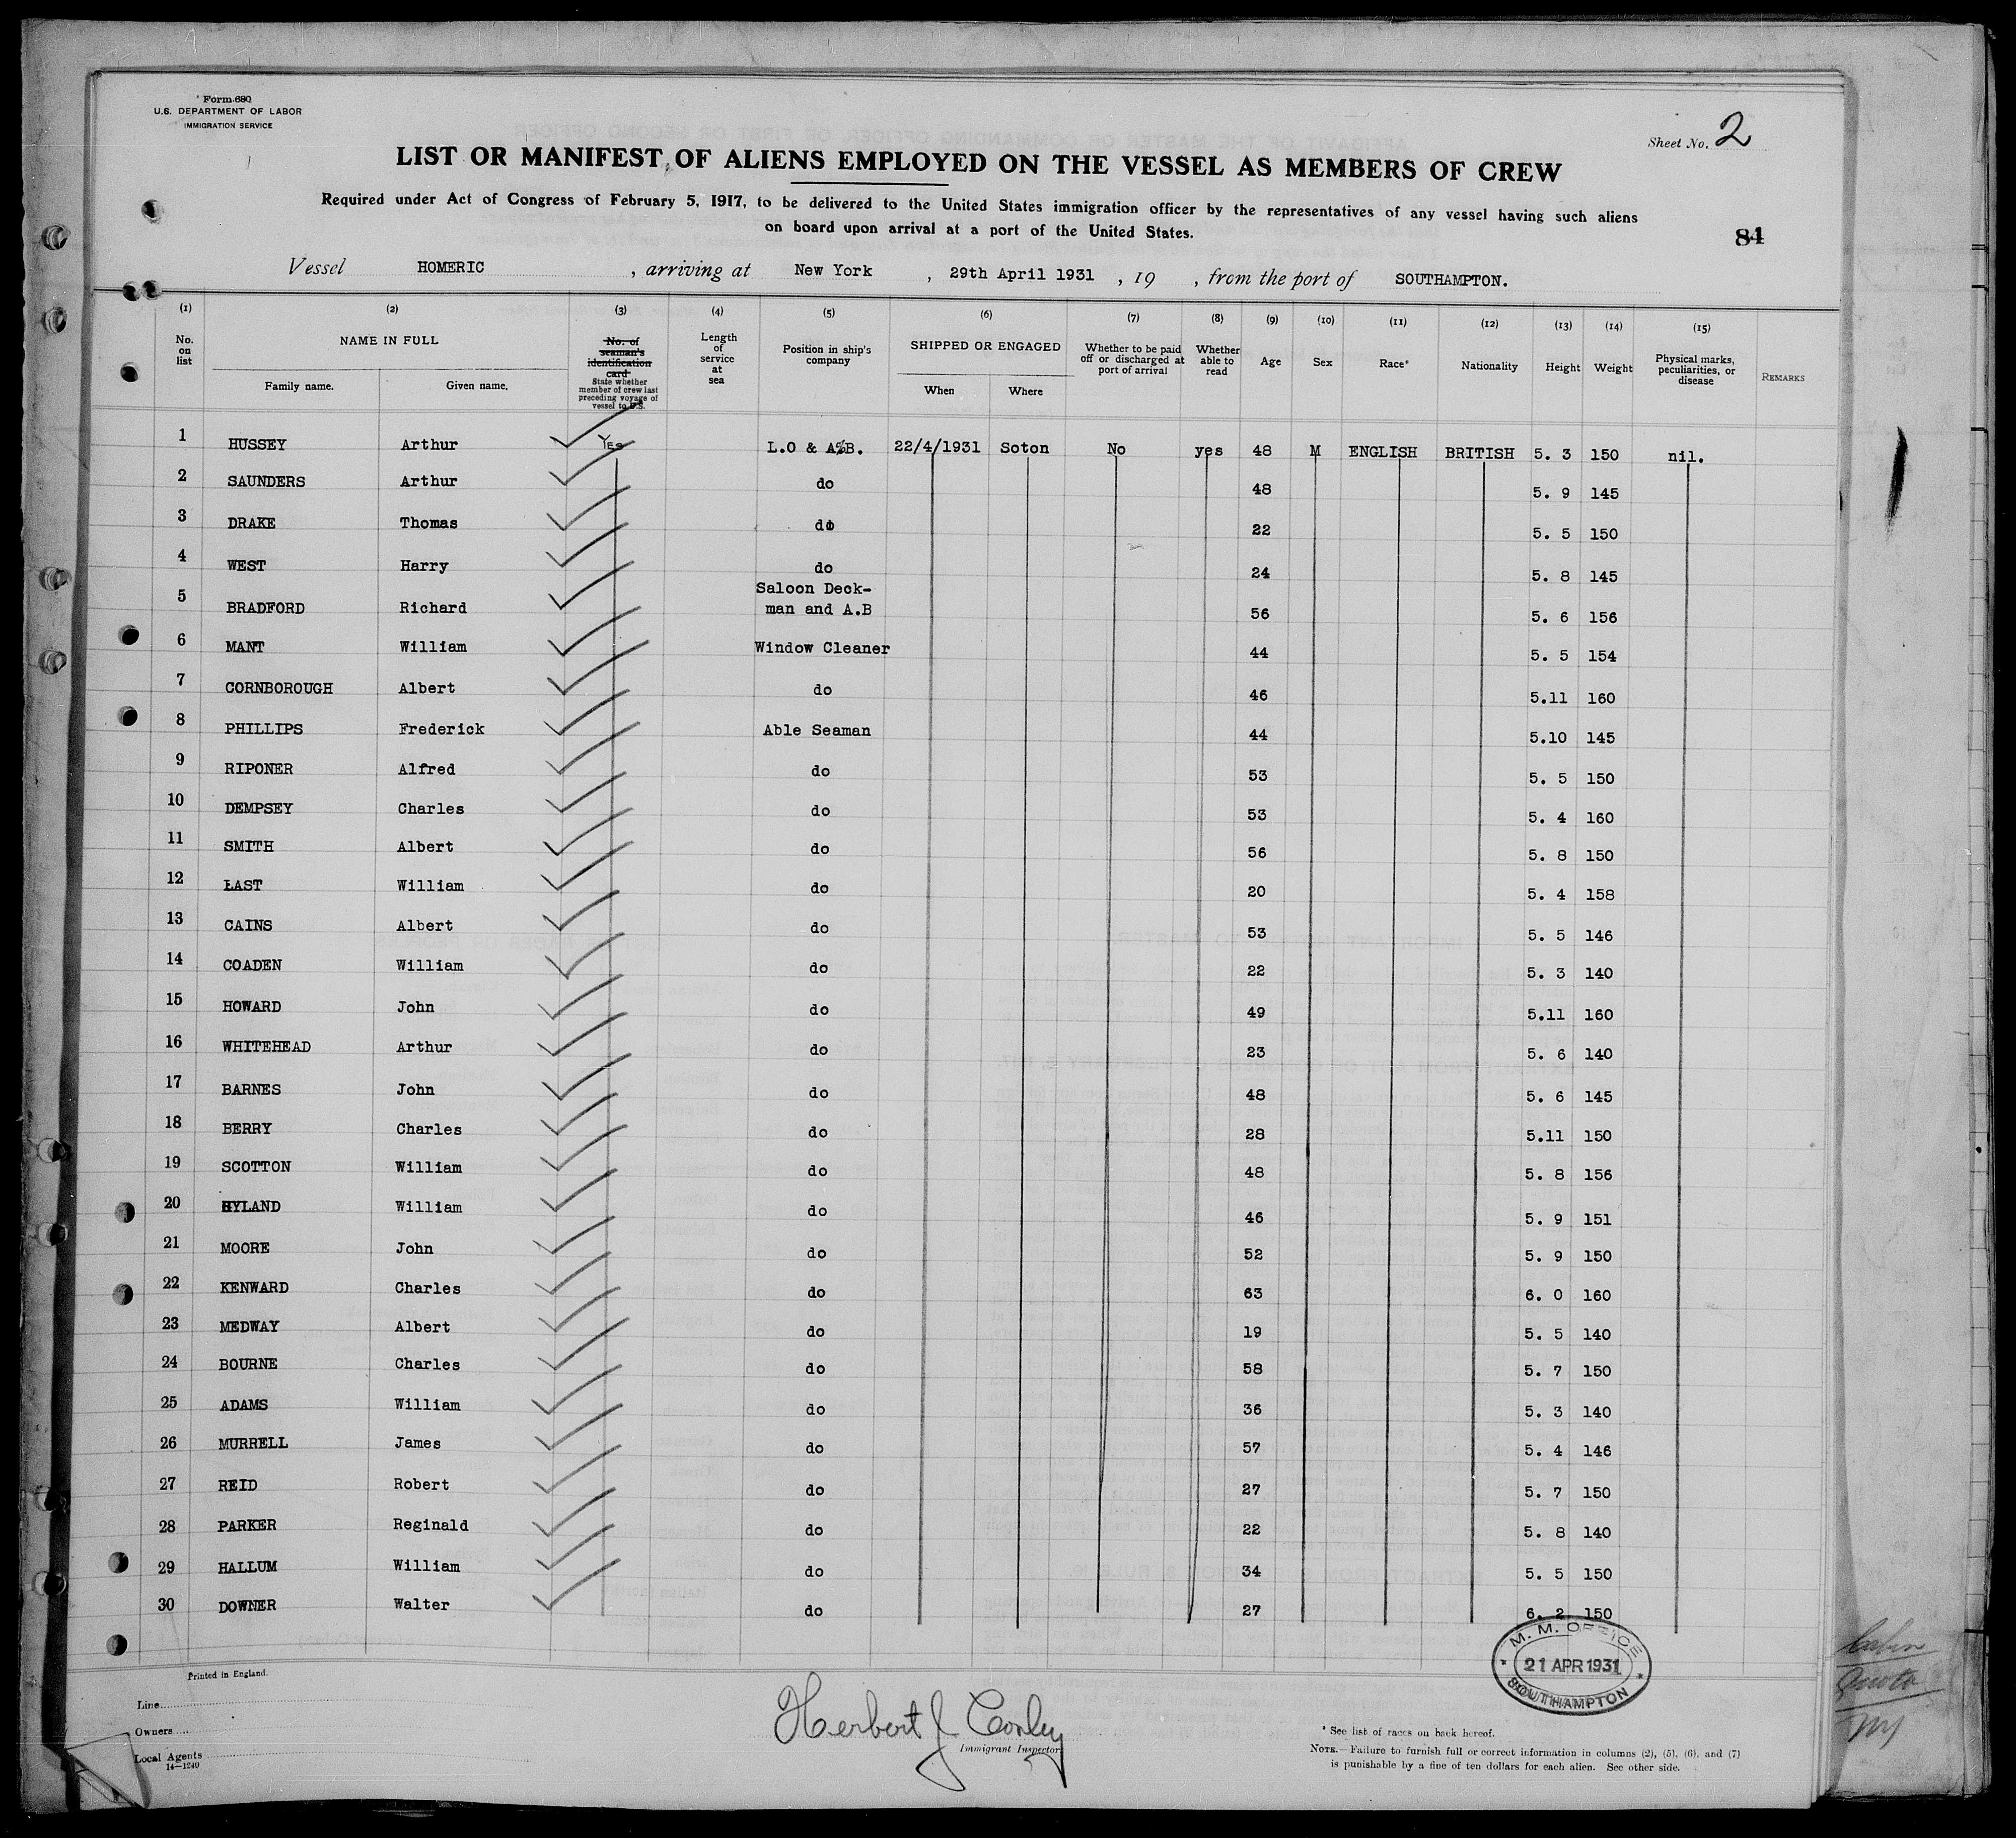 Form 680
U.S. DEPARTMENT OF LABOR
IMMIGRATION SERVICE
Sheet No. 2
LIST OR MANIFEST OF ALIENS EMPLOYED ON THE VESSEL AS MEMBERS OF CREW
Required under Act of Congress of February 5, 1917, to be delivered to the United States immigration officer by the representatives of any vessel having such aliens
on board upon arrival at a port of the United States.
84
Vessel HOMERIC , arriving at New York , 29th April 1931 , 19 , from the port of SOUTHAMPTON.
(1) (2) (3) (4) (5) (6) (7) (8) (9) (10) (11) (12) (13) (14) (15)
No. on list NAME IN FULL Family name. Given name. No. of seaman's identification card State whether member of crew last preceding voyage of vessel to U.S. Length of service at sea Position in ship's company SHIPPED OR ENGAGED When Where Whether to be paid off or discharged at port of arrival Whether able to read Age Sex Race* Nationality Height Weight Physical marks, peculiarities, or disease REMARKS
1 HUSSEY Arthur Yes L.O & A.B. 22/4/1931 Soton No yes 48 M ENGLISH BRITISH 5. 3 150 nil.
2 SAUNDERS Arthur do 48 5. 9 145
3 DRAKE Thomas do 22 5. 5 150
4 WEST Harry do 24 5. 8 145
5 BRADFORD Richard Saloon Deck-man and A.B 56 5. 6 156
6 MANT William Window Cleaner 44 5. 5 154
7 CORNBOROUGH Albert do 46 5.11 160
8 PHILLIPS Frederick Able Seaman 44 5.10 145
9 RIPONER Alfred do 53 5. 5 150
10 DEMPSEY Charles do 53 5. 4 160
11 SMITH Albert do 56 5. 8 150
12 LAST William do 20 5. 4 158
13 CAINS Albert do 53 5. 5 146
14 COADEN William do 22 5. 3 140
15 HOWARD John do 49 5.11 160
16 WHITEHEAD Arthur do 23 5. 6 140
17 BARNES John do 48 5. 6 145
18 BERRY Charles do 28 5.11 150
19 SCOTTON William do 48 5. 8 156
20 HYLAND William do 46 5. 9 151
21 MOORE John do 52 5. 9 150
22 KENWARD Charles do 63 6. 0 160
23 MEDWAY Albert do 19 5. 5 140
24 BOURNE Charles do 58 5. 7 150
25 ADAMS William do 36 5. 3 140
26 MURRELL James do 57 5. 4 146
27 REID Robert do 27 5. 7 150
28 PARKER Reginald do 22 5. 8 140
29 HALLUM William do 34 5. 5 150
30 DOWNER Walter do 27 6. 2 150
M. M. OFFICE
21 APR 1931
SOUTHAMPTON
Printed in England.
Line
Owners
Local Agents
14—1240
Herbert J. Conley
Immigrant Inspector
* See list of races on back hereof.
NOTE.—Failure to furnish full or correct information in columns (2), (5), (6), and (7)
is punishable by a fine of ten dollars for each alien. See other side.
Quota
NY